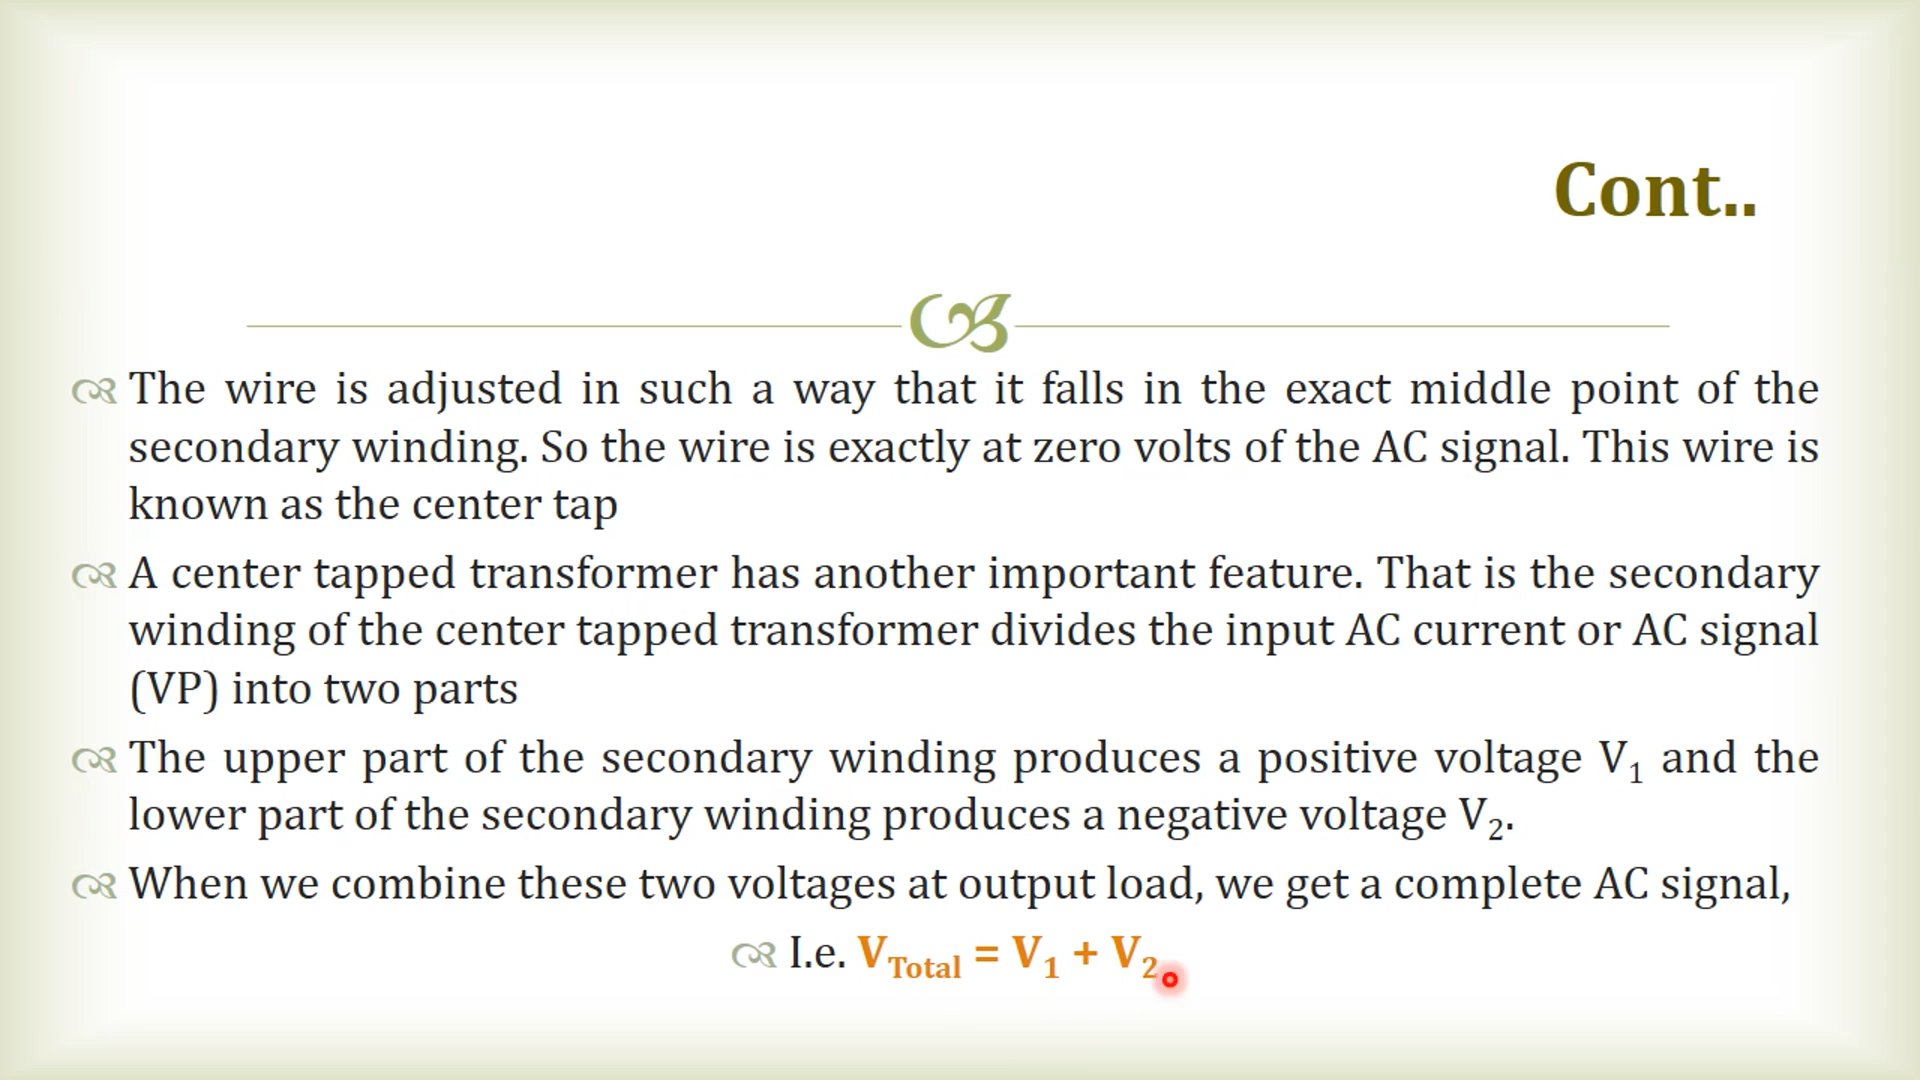 Cont..
The wire is adjusted in such a way that it falls in the exact middle point of the
secondary winding. So the wire is exactly at zero volts of the AC signal. This wire is
known as the center tap
A center tapped transformer has another important feature. That is the secondary
winding of the center tapped transformer divides the input AC current or AC signal
(VP) into two parts
The upper part of the secondary winding produces a positive voltage V₁ and the
lower part of the secondary winding produces a negative voltage V₂.
When we combine these two voltages at output load, we get a complete AC signal,
I.e. V_Total = V₁ + V₂